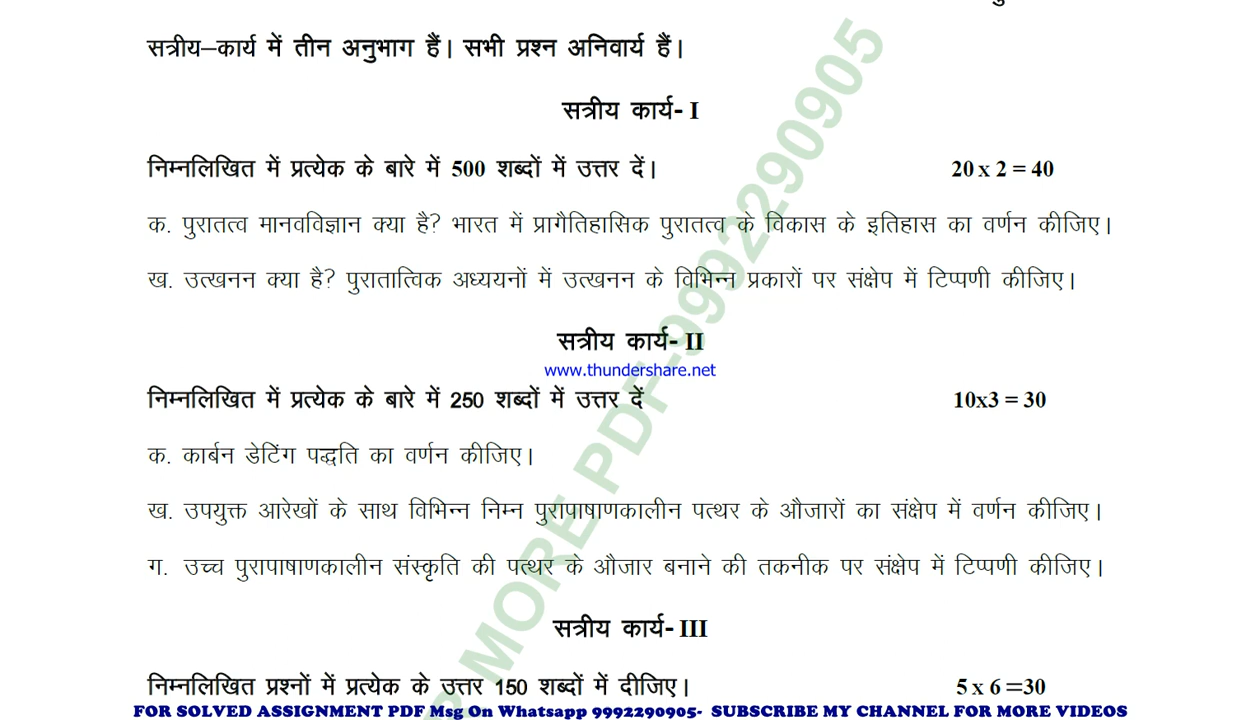 सत्रीय–कार्य में तीन अनुभाग हैं। सभी प्रश्न अनिवार्य हैं।
सत्रीय कार्य- I
निम्नलिखित में प्रत्येक के बारे में 500 शब्दों में उत्तर दें। 20 x 2 = 40
क. पुरातत्व मानवविज्ञान क्या है? भारत में प्रागैतिहासिक पुरातत्व के विकास के इतिहास का वर्णन कीजिए।
ख. उत्खनन क्या है? पुरातात्विक अध्ययनों में उत्खनन के विभिन्न प्रकारों पर संक्षेप में टिप्पणी कीजिए।
सत्रीय कार्य- II
www.thundershare.net
निम्नलिखित में प्रत्येक के बारे में 250 शब्दों में उत्तर दें 10x3 = 30
क. कार्बन डेटिंग पद्धति का वर्णन कीजिए।
ख. उपयुक्त आरेखों के साथ विभिन्न निम्न पुरापाषाणकालीन पत्थर के औजारों का संक्षेप में वर्णन कीजिए।
ग. उच्च पुरापाषाणकालीन संस्कृति की पत्थर के औजार बनाने की तकनीक पर संक्षेप में टिप्पणी कीजिए।
सत्रीय कार्य- III
निम्नलिखित प्रश्नों में प्रत्येक के उत्तर 150 शब्दों में दीजिए। 5 x 6 =30
FOR SOLVED ASSIGNMENT PDF Msg On Whatsapp 9992290905- SUBSCRIBE MY CHANNEL FOR MORE VIDEOS
MORE PDF-9992290905